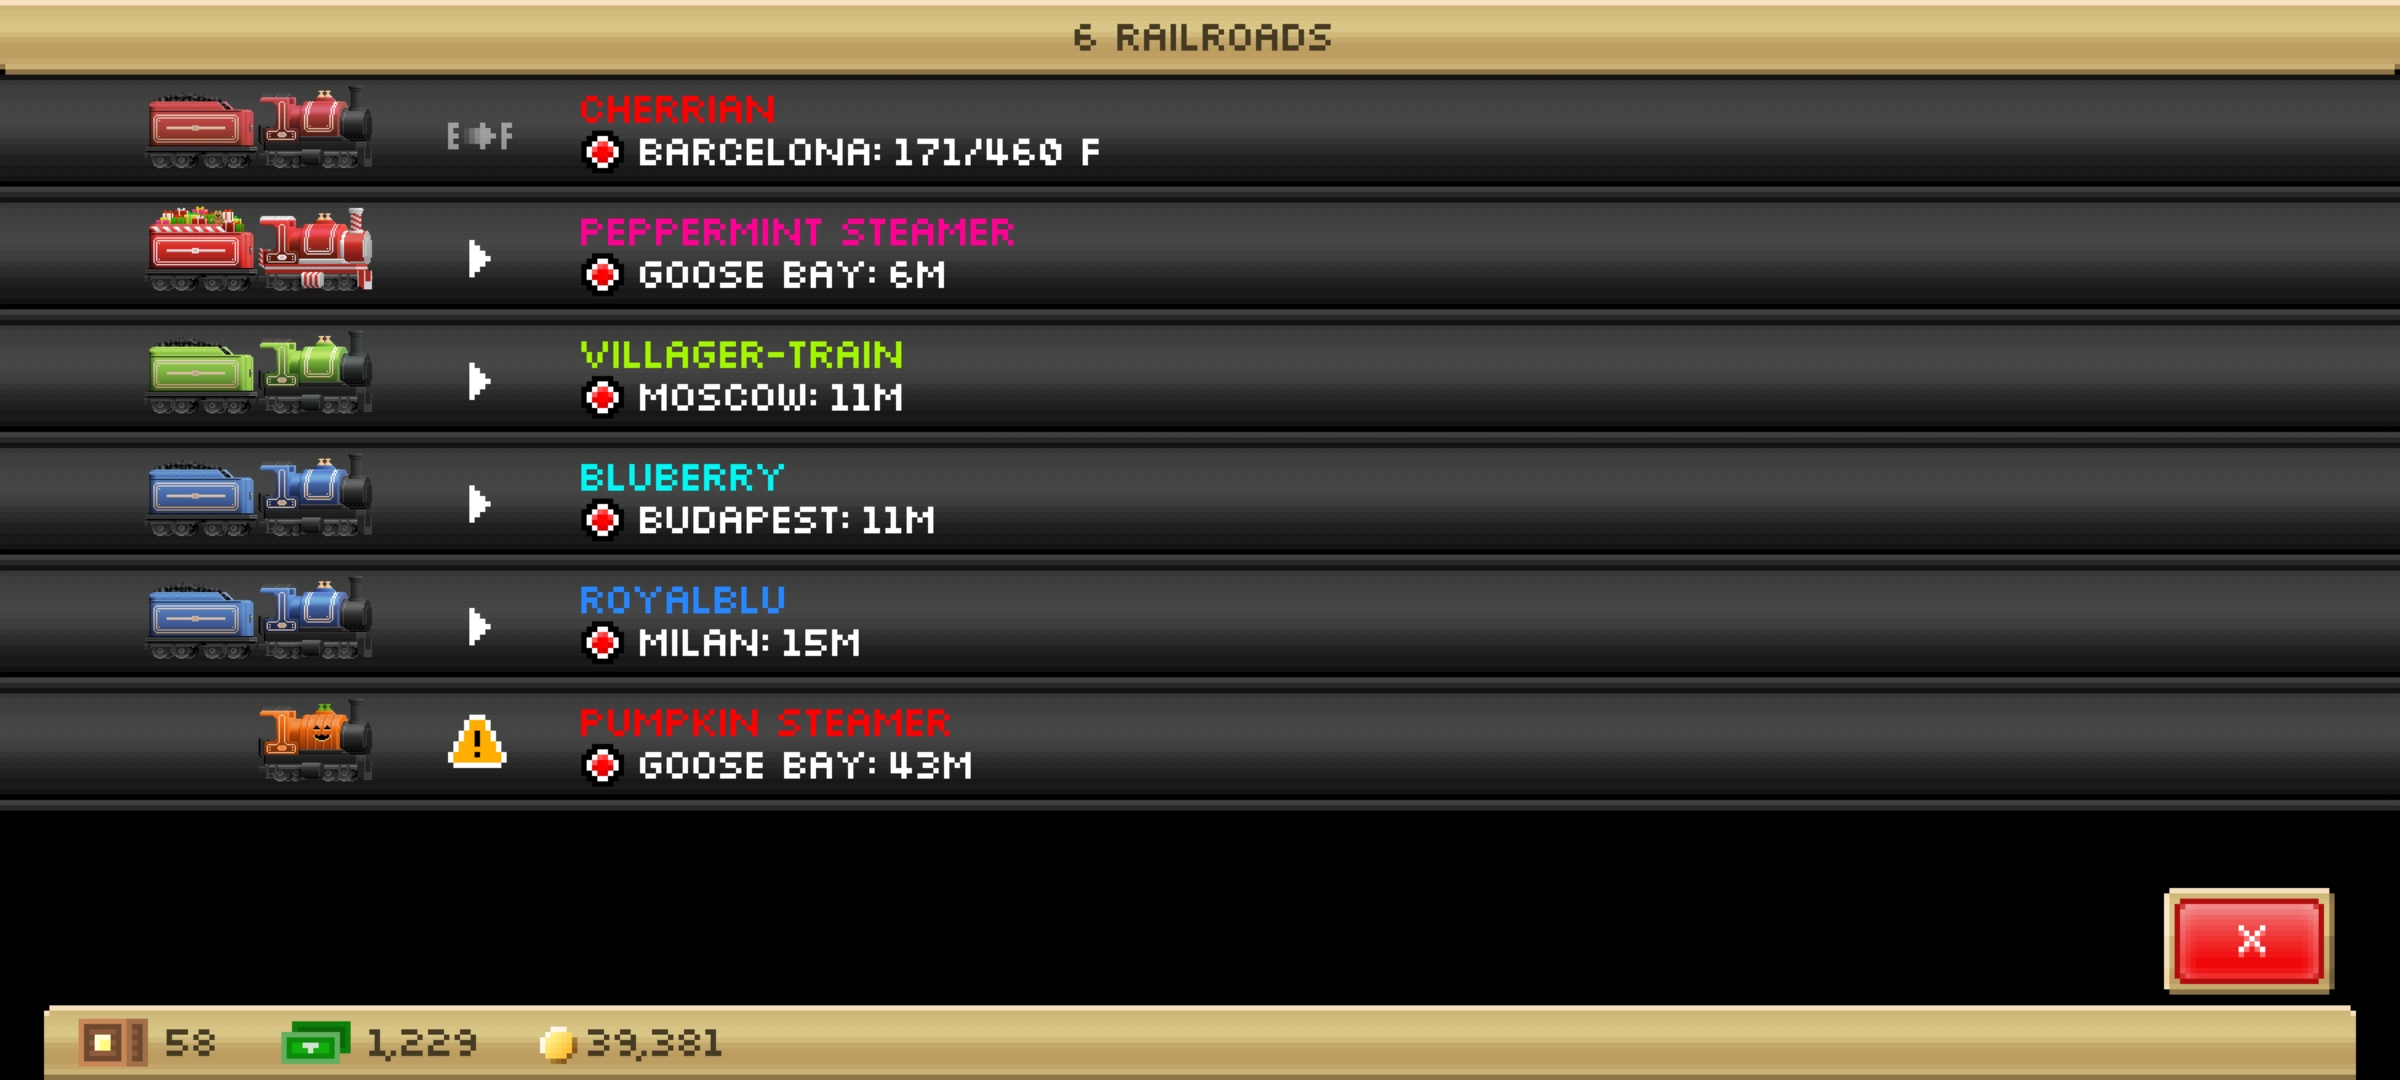 6 RAILROADS
CHERRIAN
E F
BARCELONA: 171/460 F
PEPPERMINT STEAMER
GOOSE BAY: 6M
VILLAGER-TRAIN
MOSCOW: 11M
BLUBERRY
BUDAPEST: 11M
ROYALBLU
MILAN: 15M
PUMPKIN STEAMER
GOOSE BAY: 43M
X
58 1,229 39,381